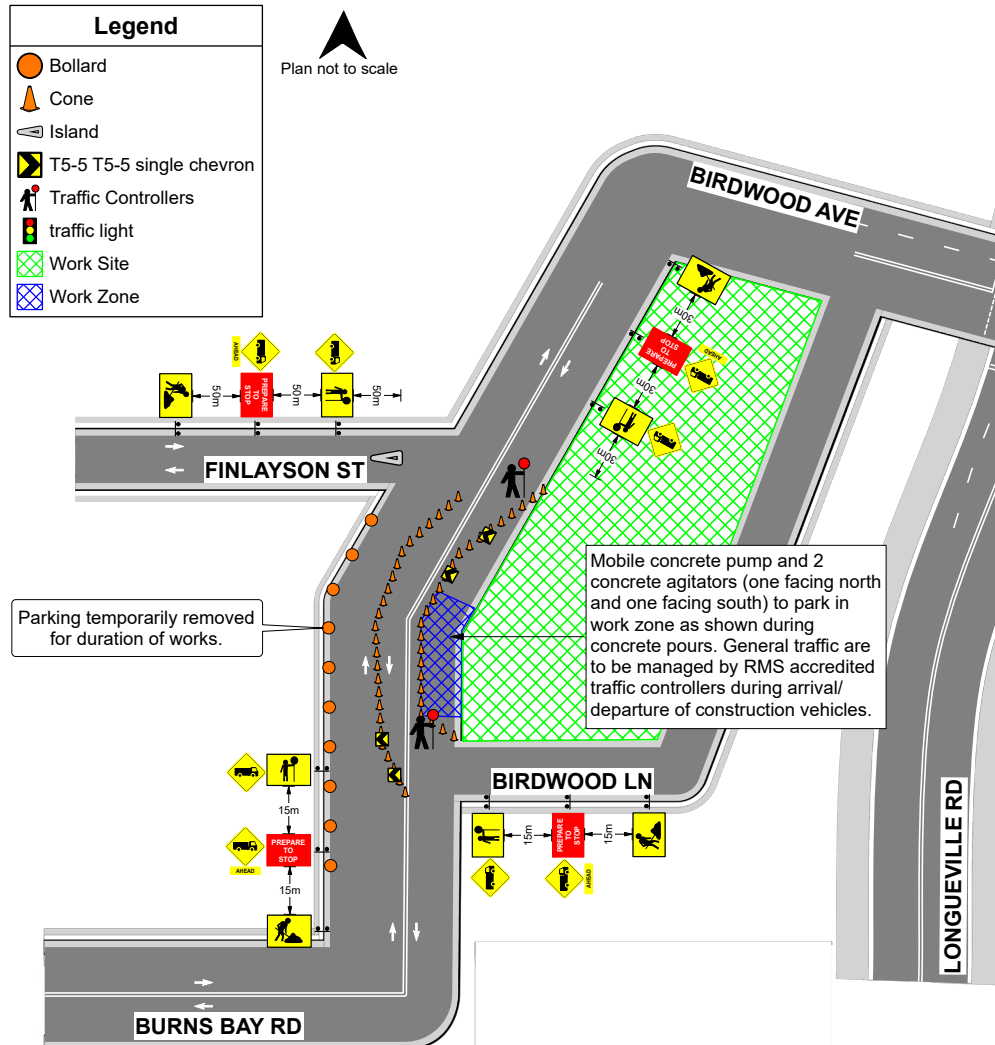 Legend
Bollard
Cone
Island
T5-5 T5-5 single chevron
Traffic Controllers
traffic light
Work Site
Work Zone
Plan not to scale
BIRDWOOD AVE
30m
PREPARE
TO
STOP
AHEAD
30m
30m
AHEAD
50m
PREPARE
TO
STOP
50m
50m
FINLAYSON ST
Parking temporarily removed
for duration of works.
Mobile concrete pump and 2
concrete agitators (one facing north
and one facing south) to park in
work zone as shown during
concrete pours. General traffic are
to be managed by RMS accredited
traffic controllers during arrival/
departure of construction vehicles.
15m
PREPARE
TO
STOP
AHEAD
15m
BIRDWOOD LN
15m
PREPARE
TO
STOP
15m
AHEAD
LONGUEVILLE RD
BURNS BAY RD